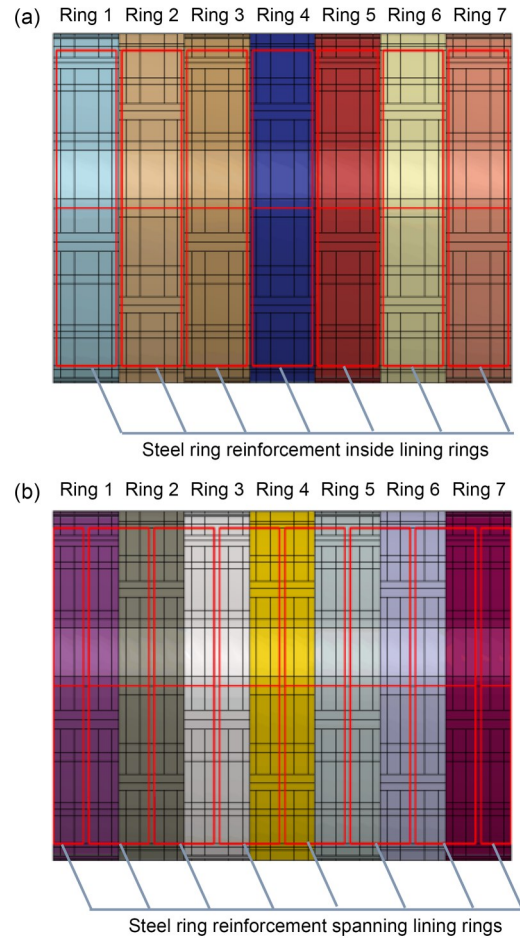 (a)
Ring 1 Ring 2 Ring 3 Ring 4 Ring 5 Ring 6 Ring 7
Steel ring reinforcement inside lining rings
(b)
Ring 1 Ring 2 Ring 3 Ring 4 Ring 5 Ring 6 Ring 7
Steel ring reinforcement spanning lining rings